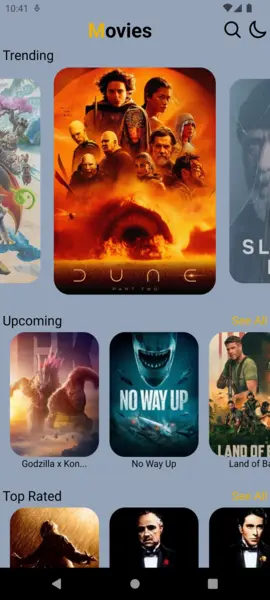 10:41
Movies
Trending
DUNE
PART TWO
SL
Upcoming
See All
NO WAY UP
LAND OF BA
Godzilla x Kon...
No Way Up
Land of Ba
Top Rated
See All